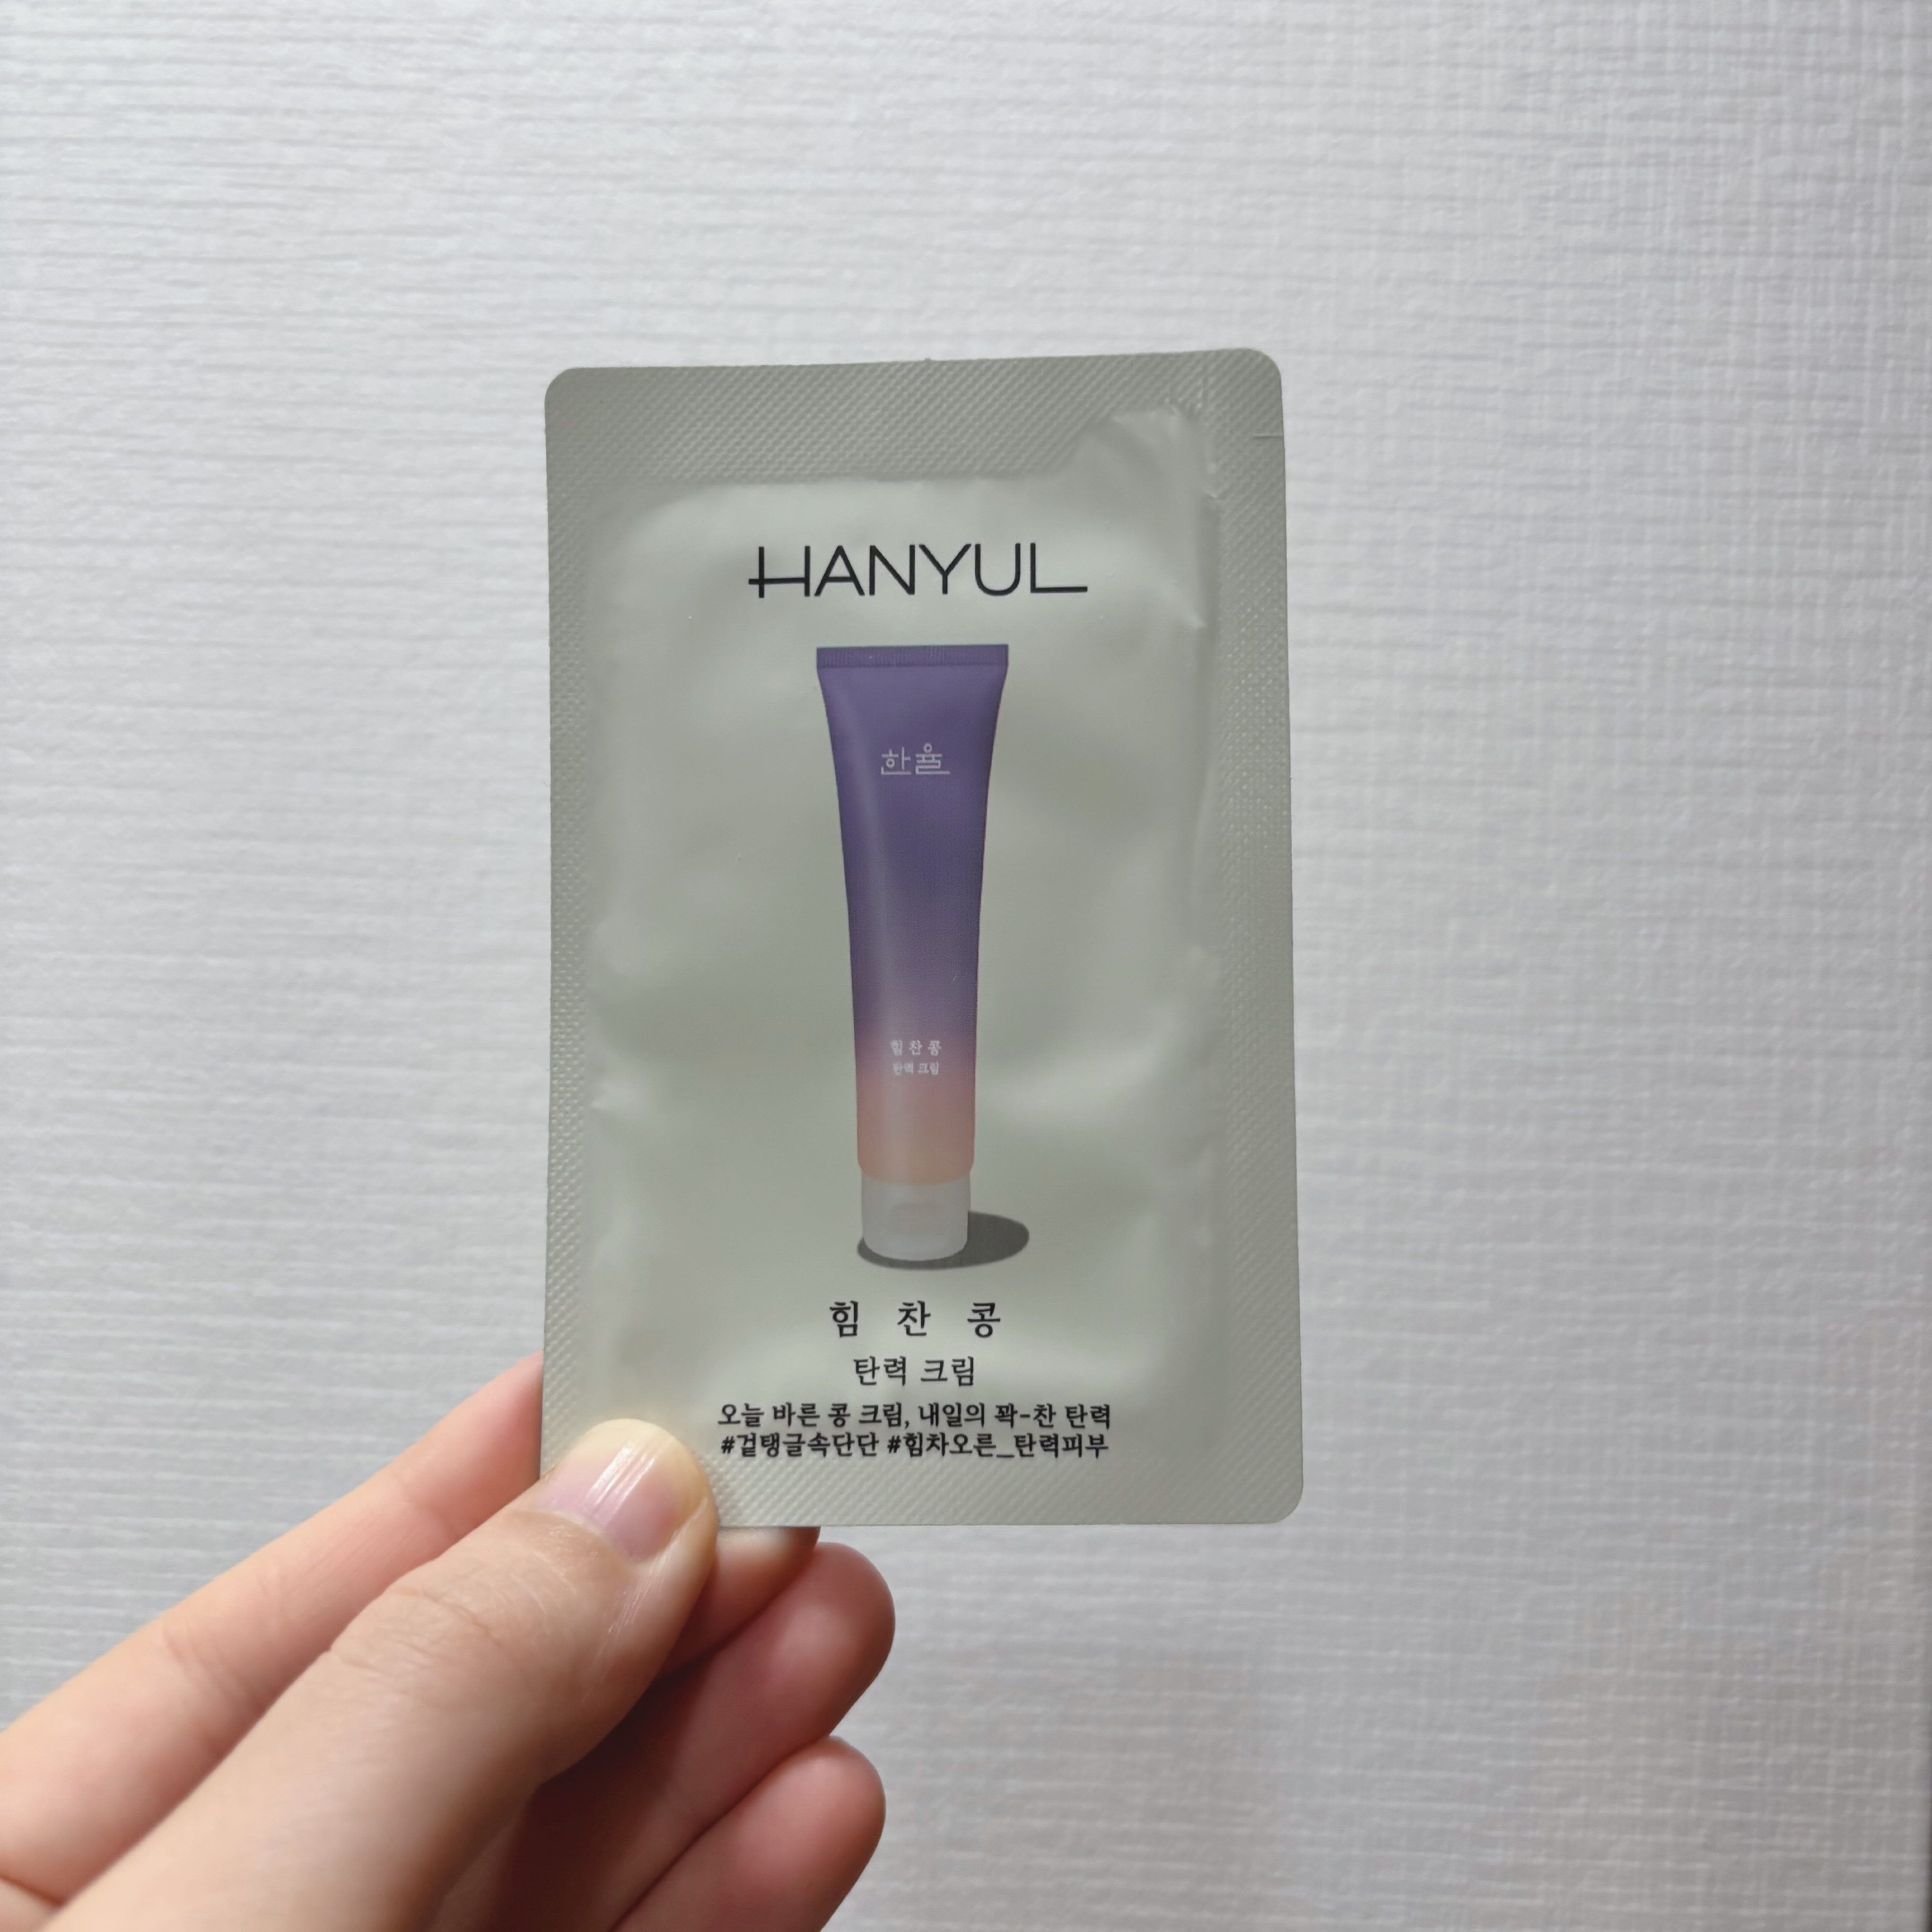 HANYUL
한율
힘찬콩
탄력 크림
힘 찬 콩
탄력 크림
오늘 바른 콩 크림, 내일의 꽉-찬 탄력
#겉탱글속단단 #힘차오른_탄력피부